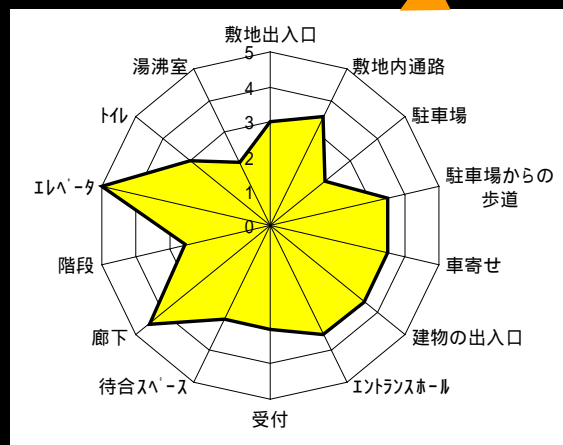 敷地出入口
敷地内通路
駐車場
駐車場からの
歩道
車寄せ
建物の出入口
ｴﾝﾄﾗﾝｽﾎｰﾙ
受付
待合ｽﾍﾟｰｽ
廊下
階段
ｴﾚﾍﾞｰﾀ
ﾄｲﾚ
湯沸室
5
4
3
2
1
0